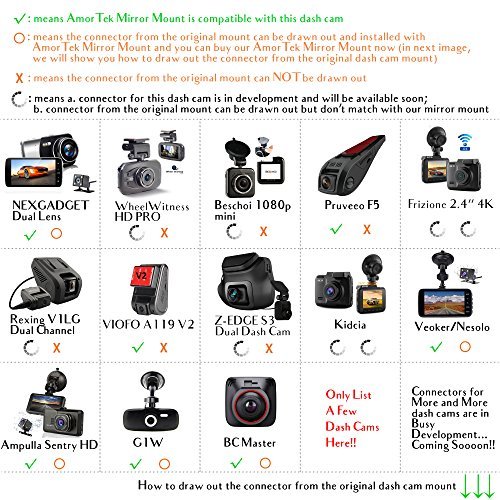 ✓: means AmorTek Mirror Mount is compatible with this dash cam
○: means the connector from the original mount can be drawn out and installed with
AmorTek Mirror Mount and you can buy our AmorTek Mirror Mount now (in next image,
we will show you how to draw out the connector from the original dash cam mount)
X: means the connector from the original mount can NOT be drawn out
: means a. connector for this dash cam is in development and will be available soon;
b. connector from the original mount can be drawn out but don't match with our mirror mount
NEXGADGET
Dual Lens
✓ ○
WheelWitness
HD PRO
X
BESCHOI
Beschoi 1080p
mini
X
Pruveeo F5
✓ X
Frizione 2.4" 4K
Rexing V1LG
Dual Channel
X
V2
VIOFO A119 V2
✓ X
Z-EDGE S3
Dual Dash Cam
X
Kidcia
Veoker/Nesolo
✓ ○
Ampulla Sentry HD
✓ ○
G1W
✓ ○
BC Master
✓ ○
Only List
A Few
Dash Cams
Here!!
Connectors for
More and More
dash cams are in
Busy
Development...
Coming Sooooon!!
How to draw out the connector from the original dash cam mount ↓↓↓